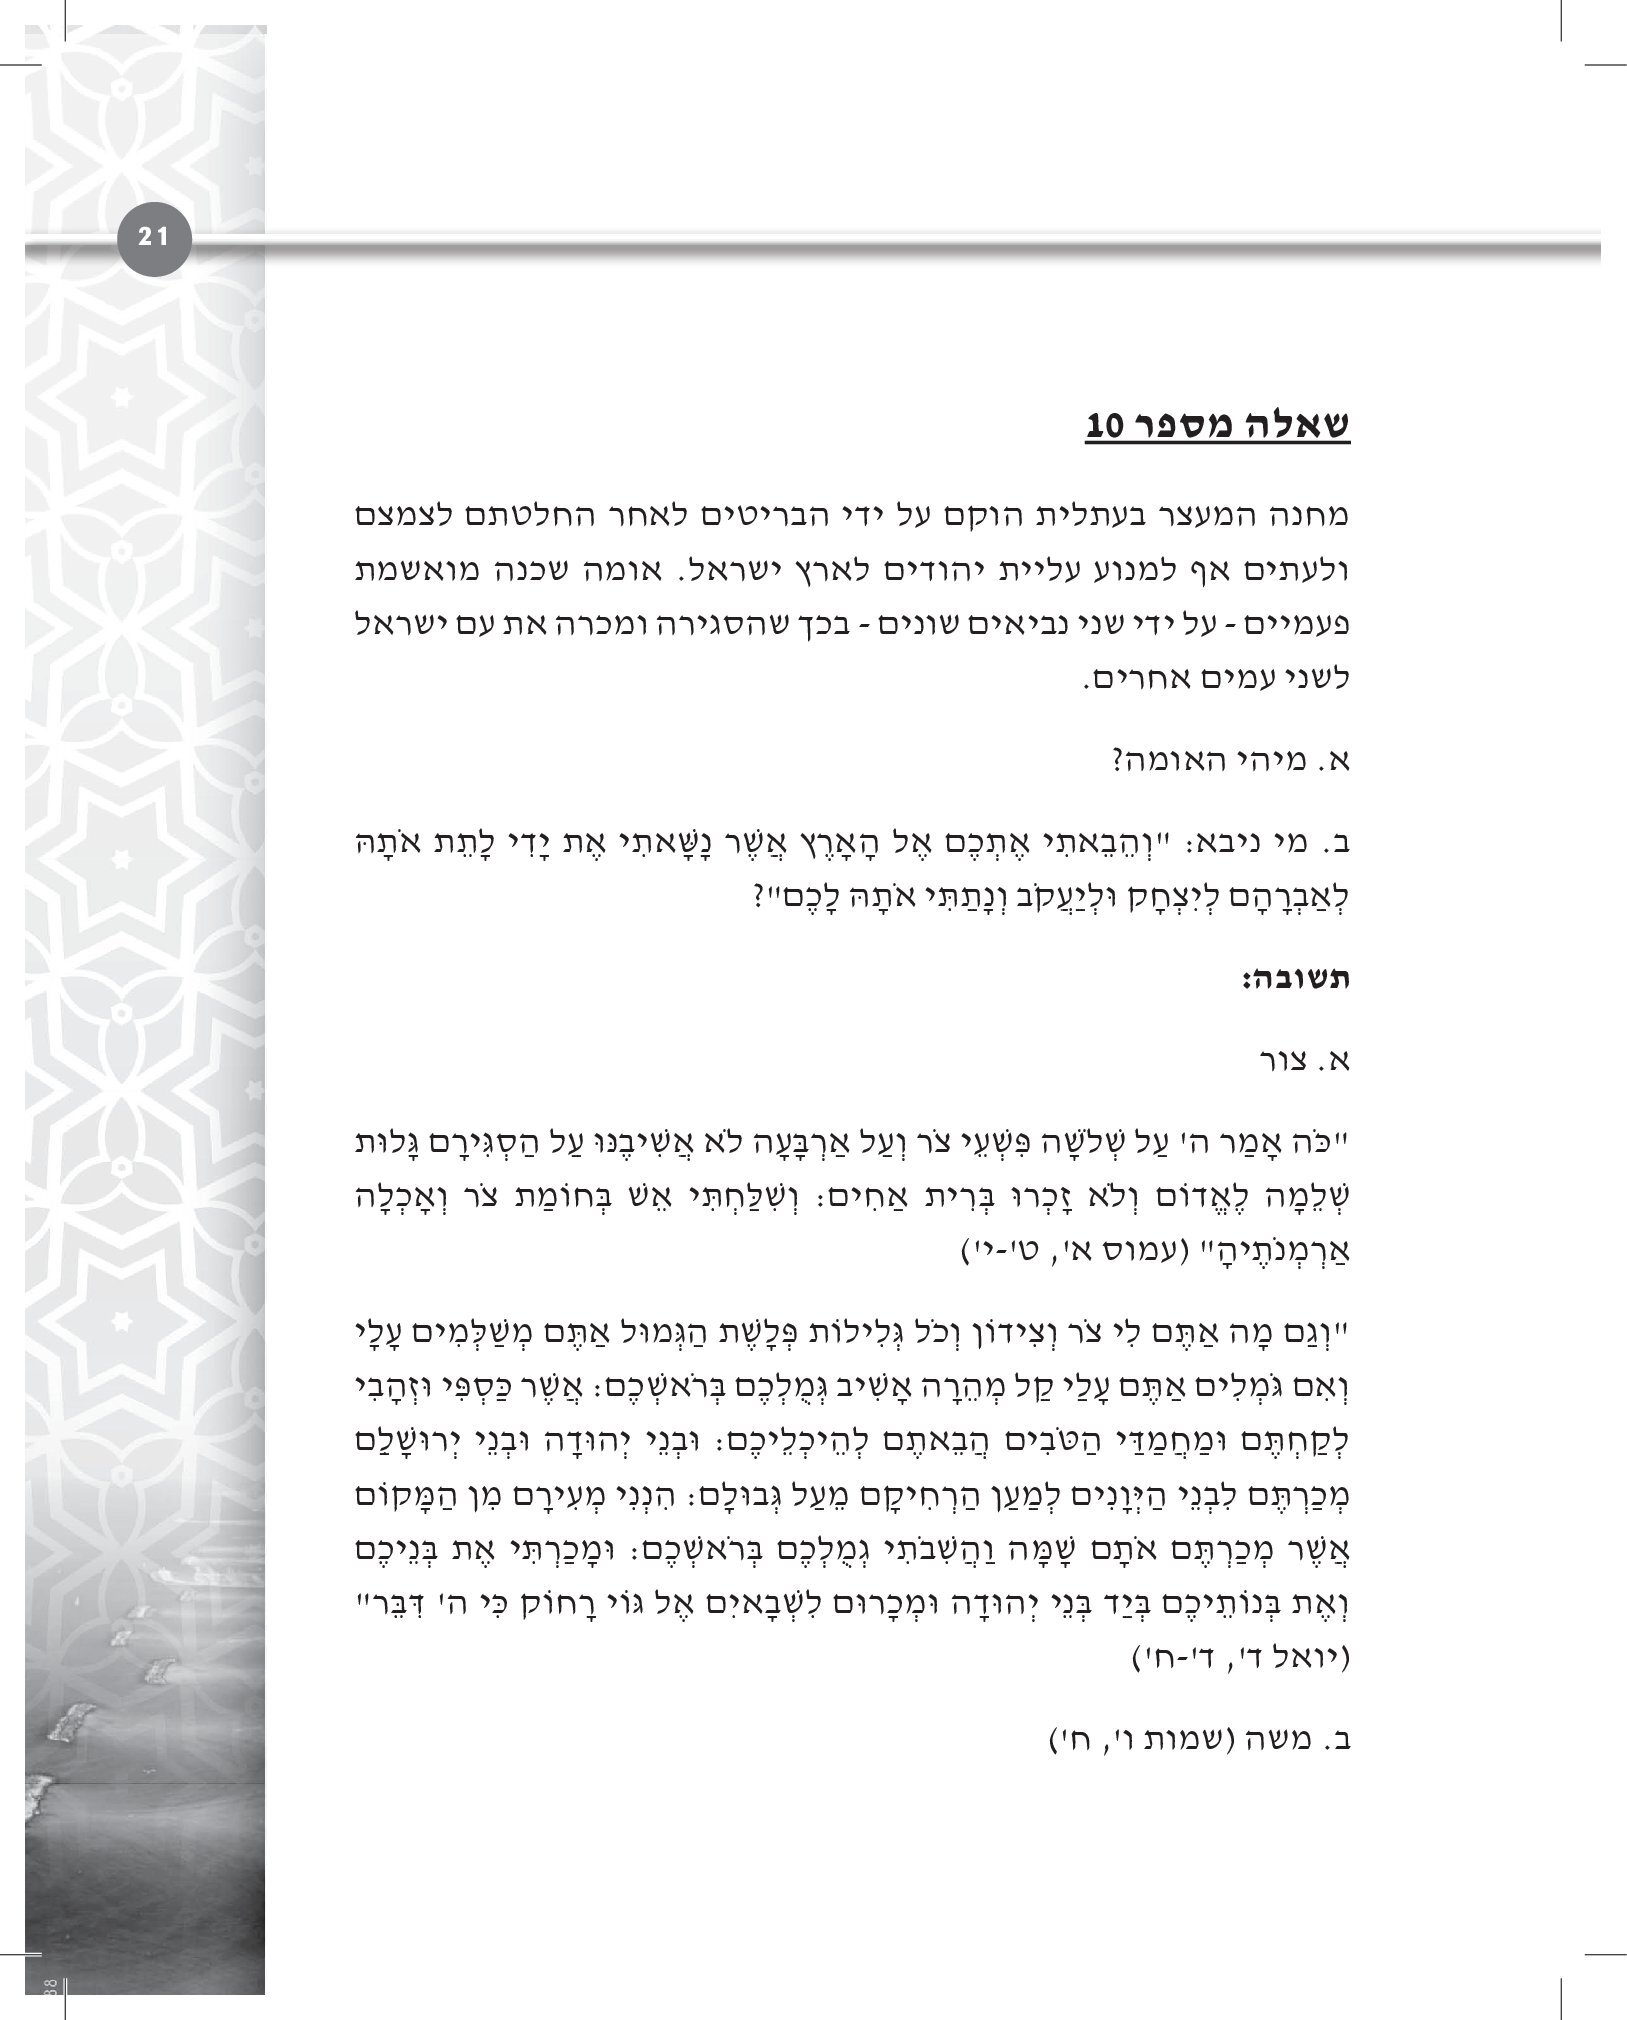 21
שאלה מספר 10
מחנה המעצר בעתלית הוקם על ידי הבריטים לאחר החלטתם לצמצם
ולעתים אף למנוע עליית יהודים לארץ ישראל. אומה שכנה מואשמת
פעמיים - על ידי שני נביאים שונים - בכך שהסגירה ומכרה את עם ישראל
לשני עמים אחרים.
א. מיהי האומה?
ב. מי ניבא: "וְהֵבֵאתִי אֶתְכֶם אֶל הָאָרֶץ אֲשֶׁר נָשָׂאתִי אֶת יָדִי לָתֵת אֹתָהּ
לְאַבְרָהָם לְיִצְחָק וּלְיַעֲקֹב וְנָתַתִּי אֹתָהּ לָכֶם"?
תשובה:
א. צור
"כֹּה אָמַר ה' עַל שְׁלֹשָׁה פִּשְׁעֵי צֹר וְעַל אַרְבָּעָה לֹא אֲשִׁיבֶנּוּ עַל הַסְגִּירָם גָּלוּת
שְׁלֵמָה לֶאֱדוֹם וְלֹא זָכְרוּ בְּרִית אַחִים: וְשִׁלַּחְתִּי אֵשׁ בְּחוֹמַת צֹר וְאָכְלָה
אַרְמְנֹתֶיהָ" (עמוס א', ט'-י')
"וְגַם מָה אַתֶּם לִי צֹר וְצִידוֹן וְכֹל גְּלִילוֹת פְּלָשֶׁת הַגְּמוּל אַתֶּם מְשַׁלְּמִים עָלָי
וְאִם גֹּמְלִים אַתֶּם עָלַי קַל מְהֵרָה אָשִׁיב גְּמֻלְכֶם בְּרֹאשְׁכֶם: אֲשֶׁר כַּסְפִּי וּזְהָבִי
לְקַחְתֶּם וּמַחֲמַדַּי הַטֹּבִים הֲבֵאתֶם לְהֵיכְלֵיכֶם: וּבְנֵי יְהוּדָה וּבְנֵי יְרוּשָׁלִַם
מְכַרְתֶּם לִבְנֵי הַיְּוָנִים לְמַעַן הַרְחִיקָם מֵעַל גְּבוּלָם: הִנְנִי מְעִירָם מִן הַמָּקוֹם
אֲשֶׁר מְכַרְתֶּם אֹתָם שָׁמָּה וַהֲשִׁבֹתִי גְמֻלְכֶם בְּרֹאשְׁכֶם: וּמָכַרְתִּי אֶת בְּנֵיכֶם
וְאֶת בְּנוֹתֵיכֶם בְּיַד בְּנֵי יְהוּדָה וּמְכָרוּם לִשְׁבָאיִם אֶל גּוֹי רָחוֹק כִּי ה' דִּבֵּר"
(יואל ד', ד'-ח')
ב. משה (שמות ו', ח')